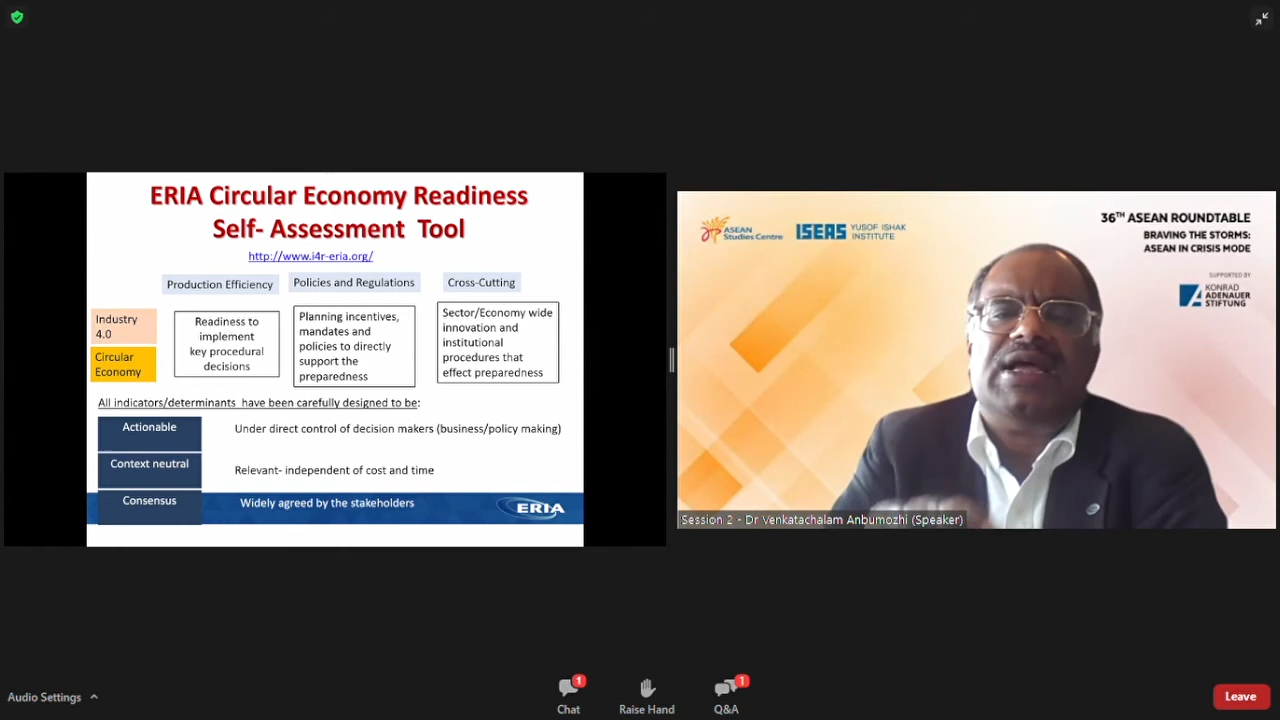 ERIA Circular Economy Readiness
Self- Assessment Tool
http://www.i4r-eria.org/
Production Efficiency
Policies and Regulations
Cross-Cutting
Industry
4.0
Circular
Economy
Readiness to
implement
key procedural
decisions
Planning incentives,
mandates and
policies to directly
support the
preparedness
Sector/Economy wide
innovation and
institutional
procedures that
effect preparedness
All indicators/determinants have been carefully designed to be:
Actionable
Under direct control of decision makers (business/policy making)
Context neutral
Relevant- independent of cost and time
Consensus
Widely agreed by the stakeholders
ERIA
ASEAN
Studies Centre
ISEAS
YUSOF ISHAK
INSTITUTE
36TH ASEAN ROUNDTABLE
BRAVING THE STORMS:
ASEAN IN CRISIS MODE
SUPPORTED BY
KONRAD
ADENAUER
STIFTUNG
Session 2 - Dr Venkatachalam Anbumozhi (Speaker)
Audio Settings
1
Chat
Raise Hand
1
Q&A
Leave